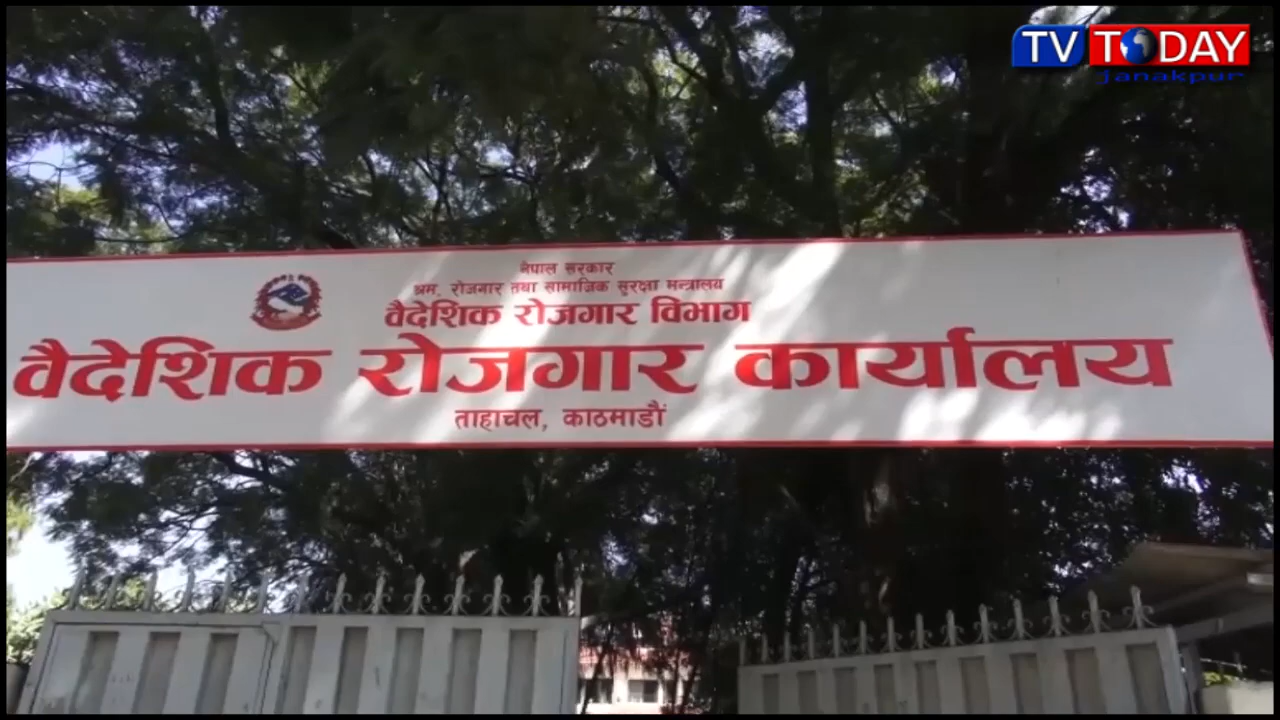 TV TODAY
Janakpur
नेपाल सरकार
श्रम, रोजगार तथा सामाजिक सुरक्षा मन्त्रालय
वैदेशिक रोजगार विभाग
वैदेशिक रोजगार कार्यालय
ताहाचल, काठमाडौं